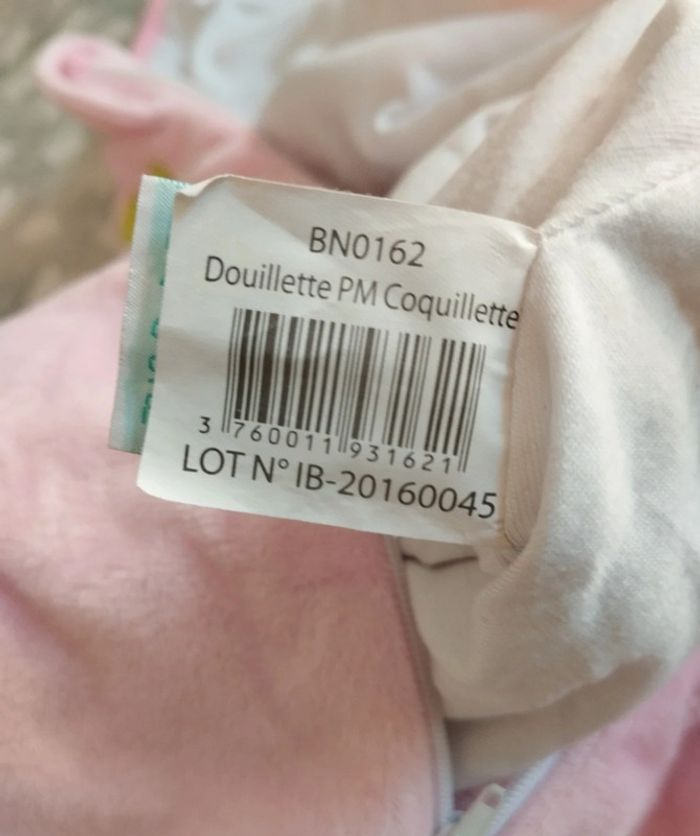 BN0162
Douillette PM Coquillette
3 760011 931621
LOT N° IB-20160045